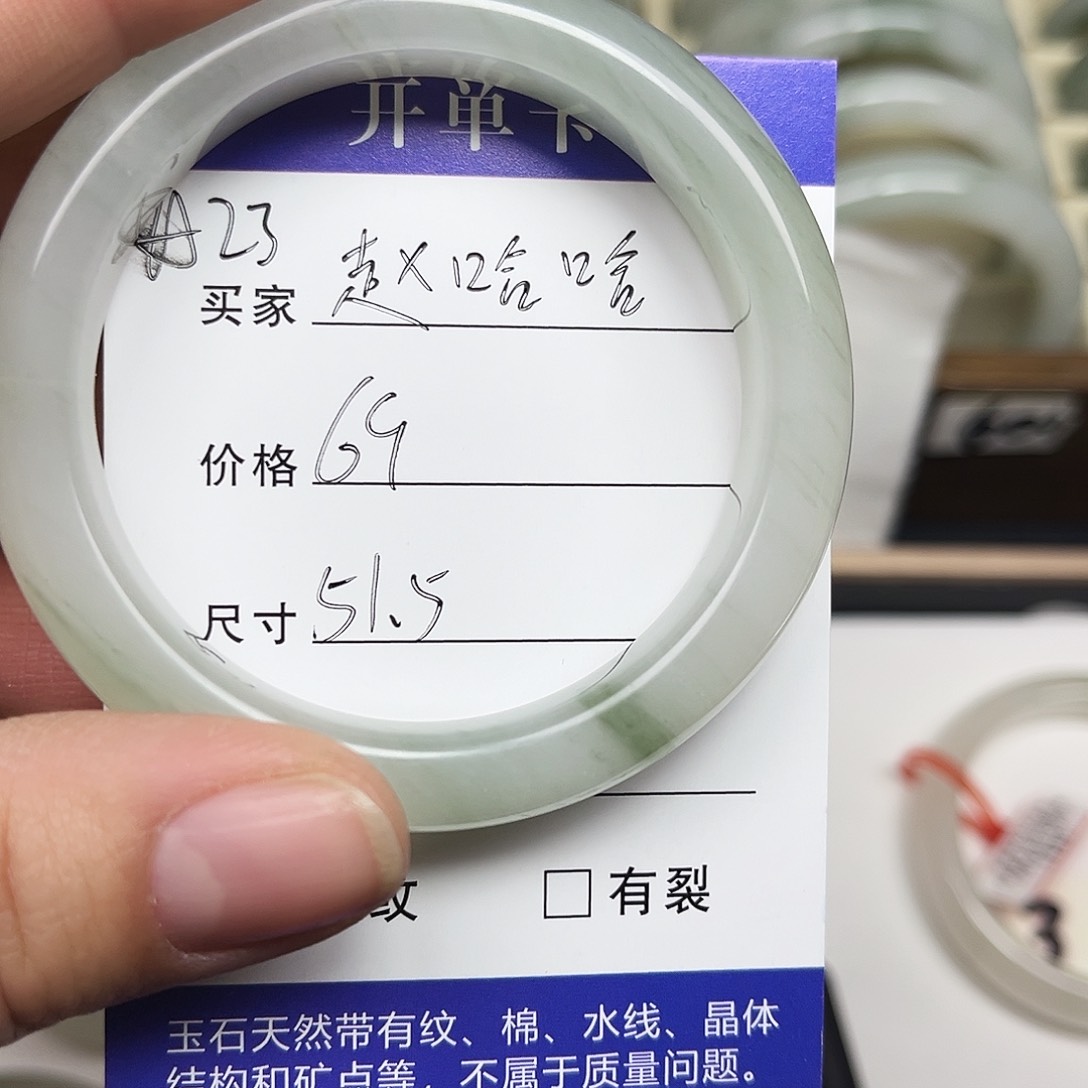 开单卡
23
买家 赵哈哈
价格 69
尺寸 51.5
纹 □有裂
玉石天然带有纹、棉、水线、晶体
结构和矿点等，不属于质量问题。
3